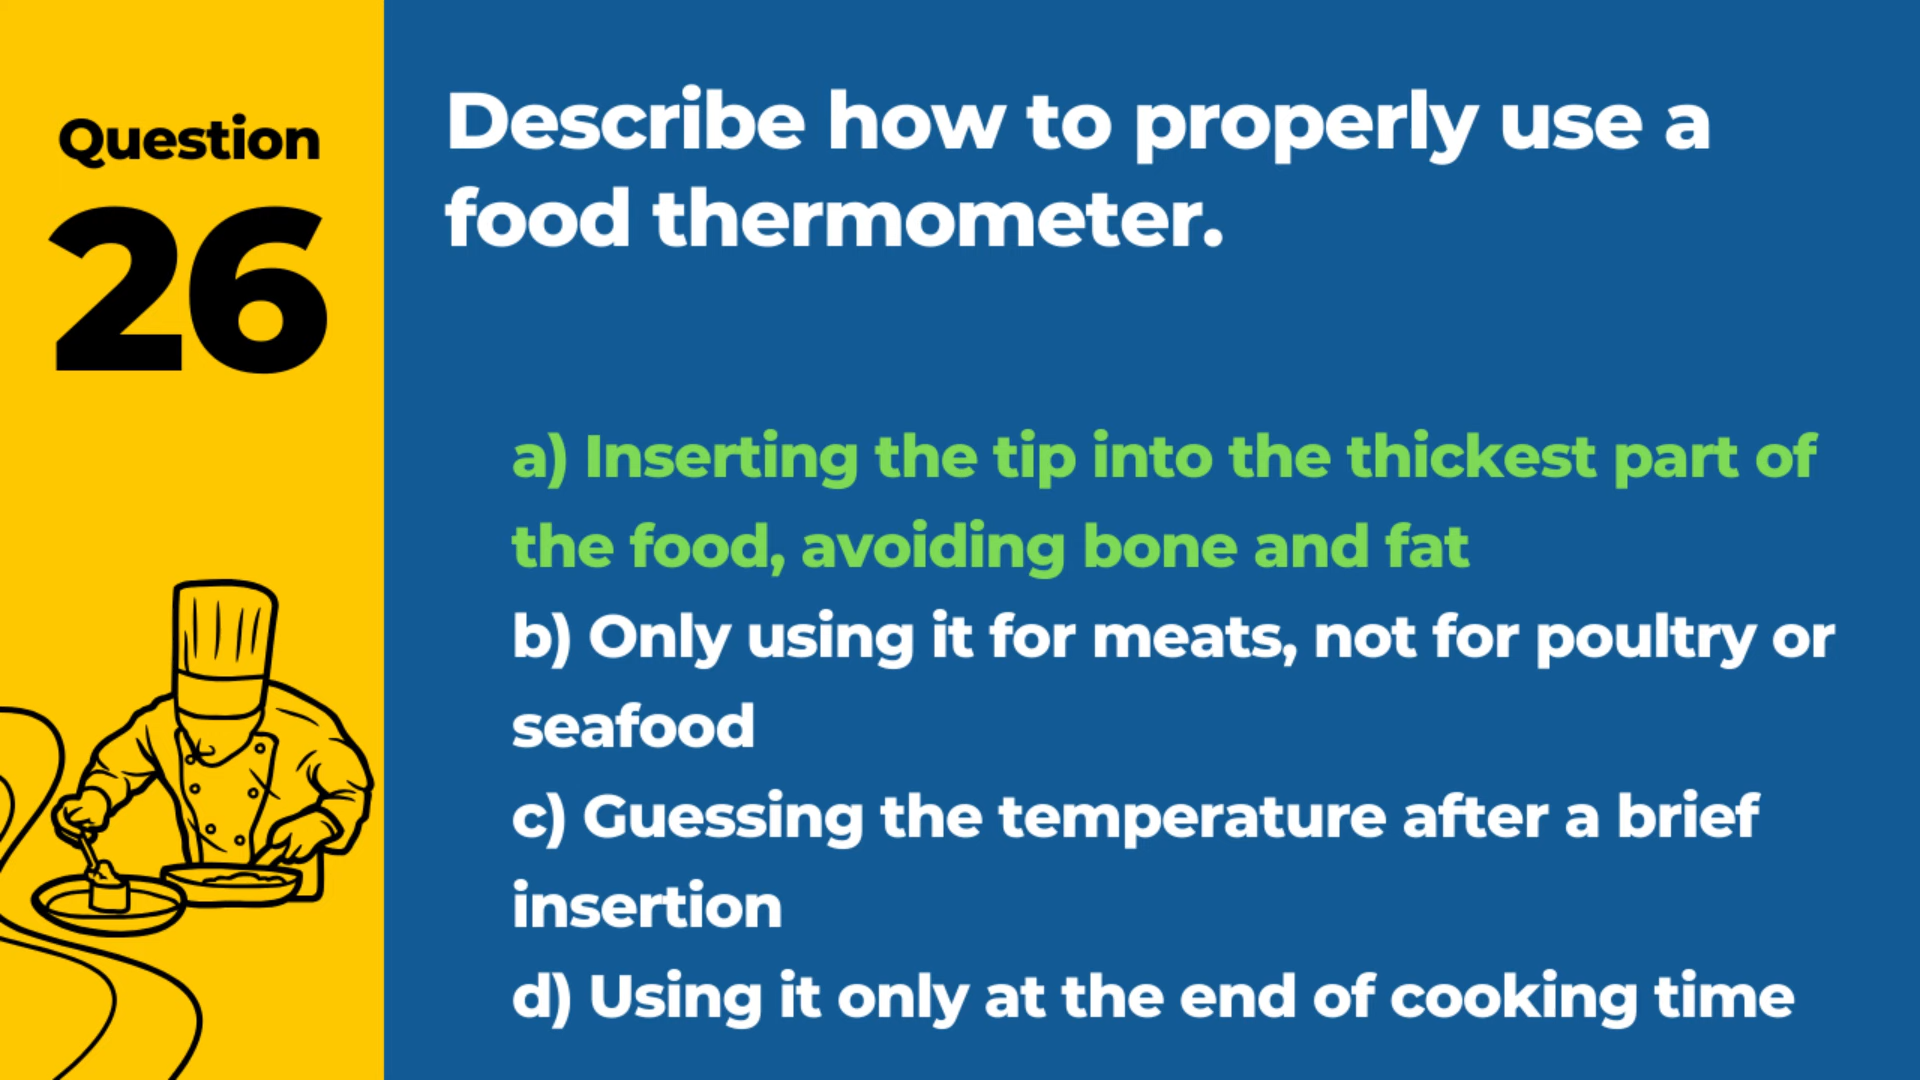 Question
26
Describe how to properly use a
food thermometer.
a) Inserting the tip into the thickest part of
the food, avoiding bone and fat
b) Only using it for meats, not for poultry or
seafood
c) Guessing the temperature after a brief
insertion
d) Using it only at the end of cooking time